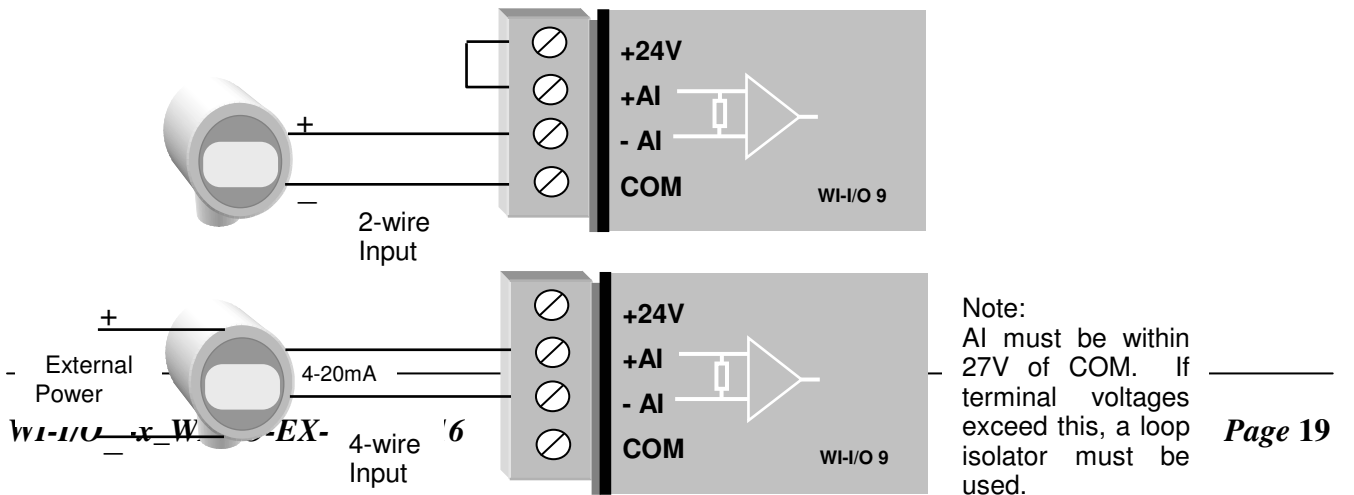 +24V
+AI
- AI
COM
WI-I/O 9
+
_
2-wire
Input
+24V
+AI
- AI
COM
WI-I/O 9
+
External
Power
_
4-20mA
4-wire
Input
Note:
AI must be within
27V of COM. If
terminal voltages
exceed this, a loop
isolator must be
used.
Page 19